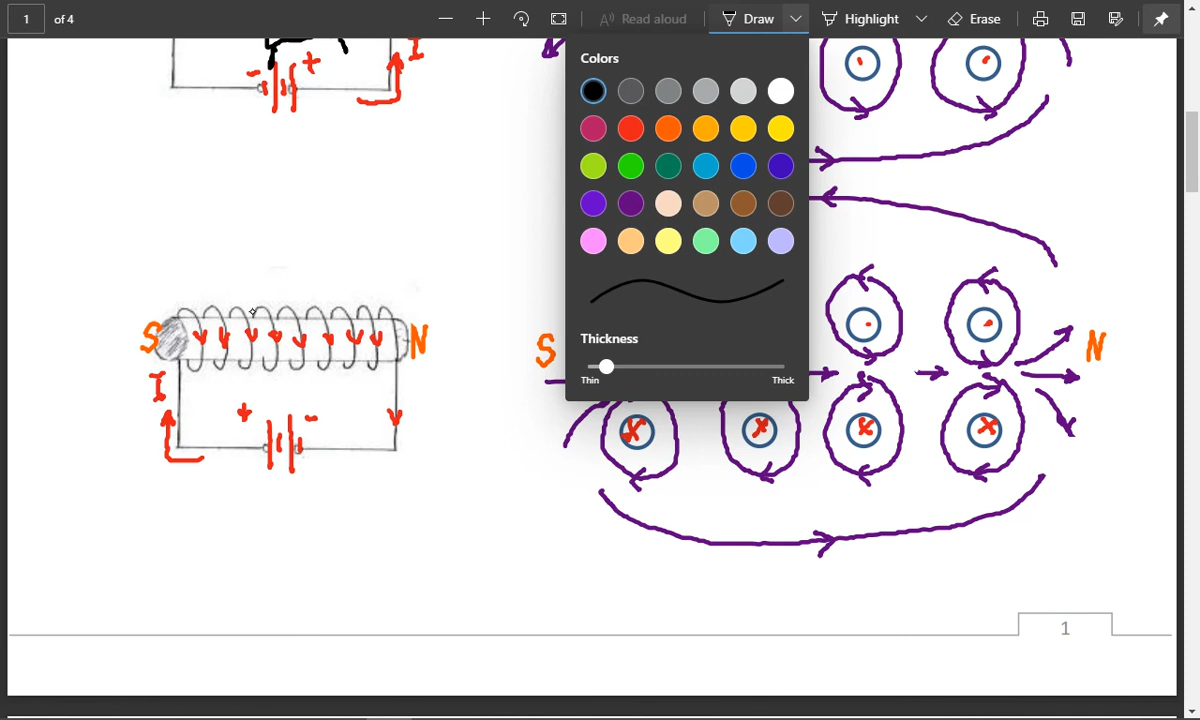 1 of 4 Read aloud Draw Highlight Erase
Colors
- + I
S N
I
+ -
Thickness
Thin Thick
S N
x x x x
1